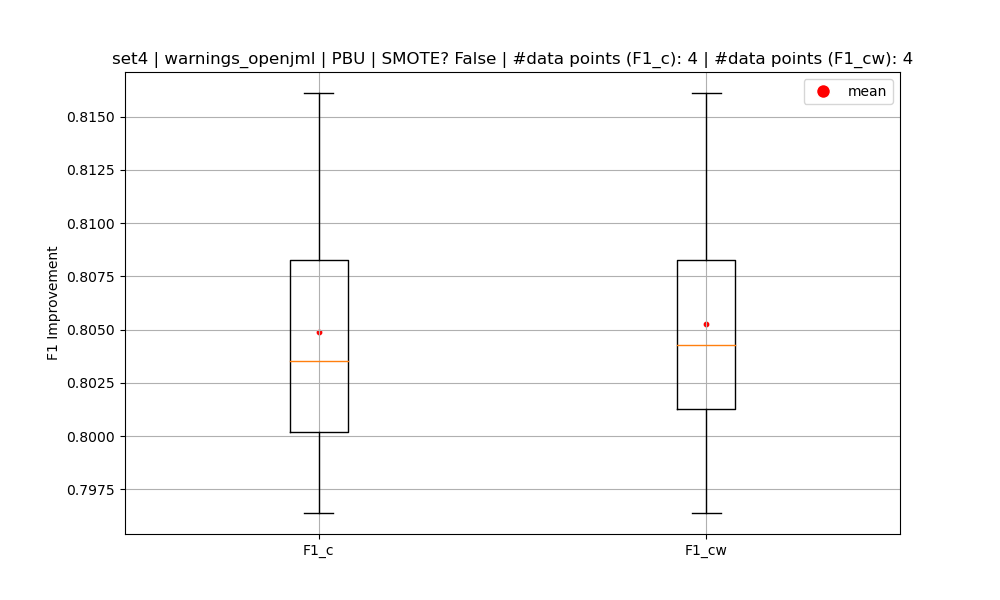 set4 | warnings_openjml | PBU | SMOTE? False | #data points (F1_c): 4 | #data points (F1_cw): 4
mean
0.8150
0.8125
0.8100
0.8075
0.8050
0.8025
0.8000
0.7975
F1 Improvement
F1_c
F1_cw